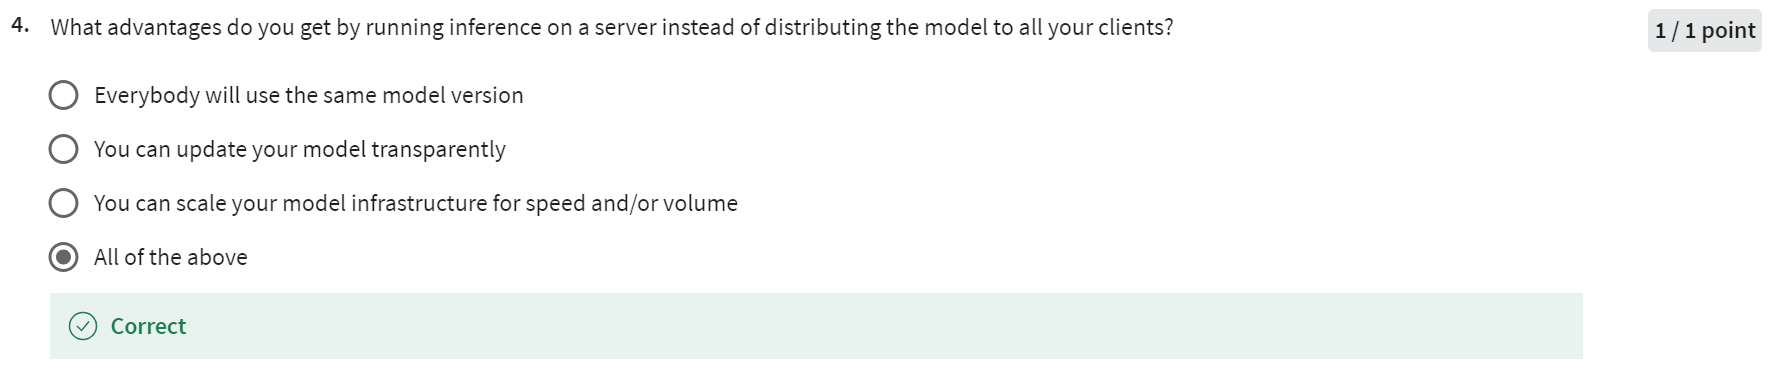 4. What advantages do you get by running inference on a server instead of distributing the model to all your clients?
1 / 1 point
Everybody will use the same model version
You can update your model transparently
You can scale your model infrastructure for speed and/or volume
All of the above
Correct